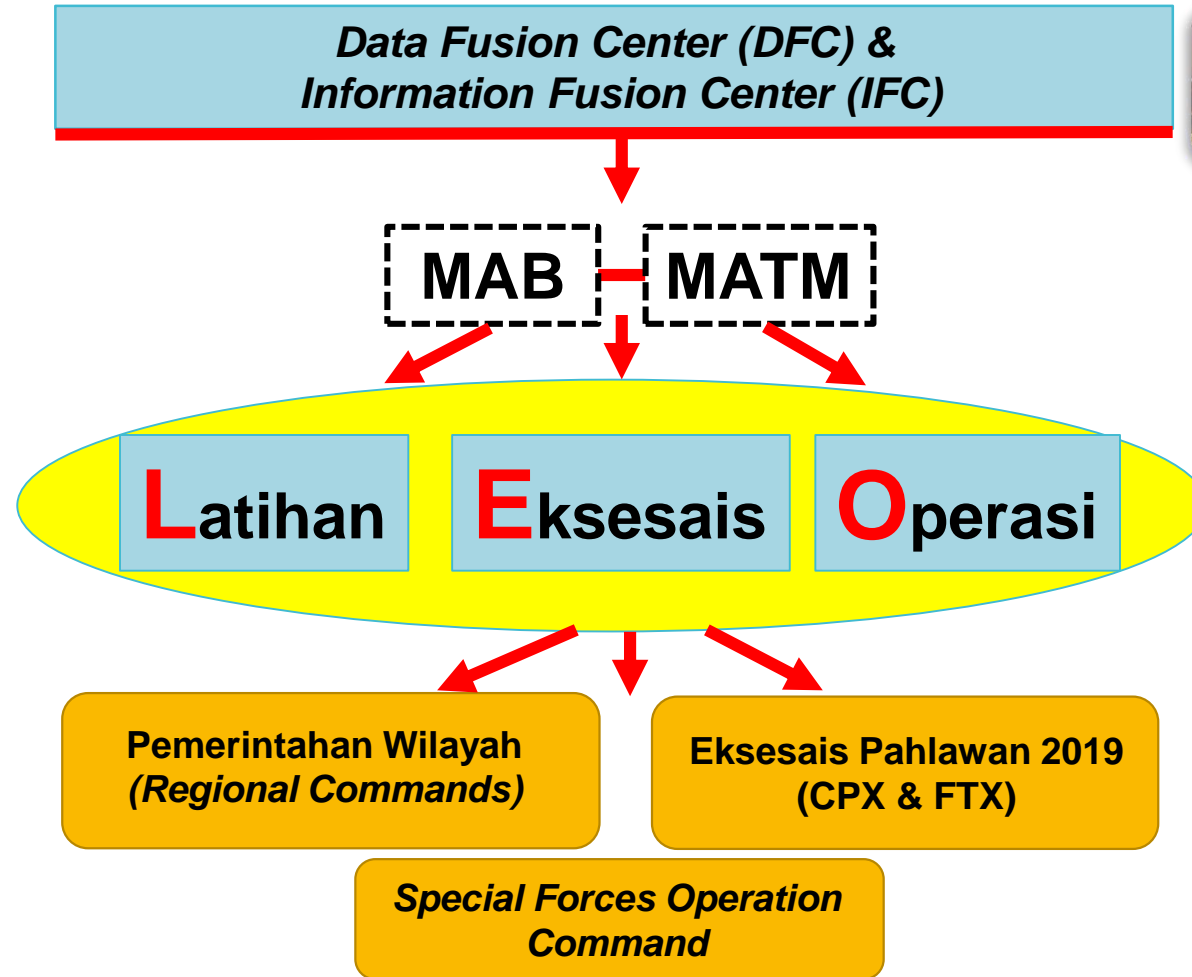 Data Fusion Center (DFC) &
Information Fusion Center (IFC)
MAB
MATM
Latihan
Eksesais
Operasi
Pemerintahan Wilayah
(Regional Commands)
Eksesais Pahlawan 2019
(CPX & FTX)
Special Forces Operation
Command